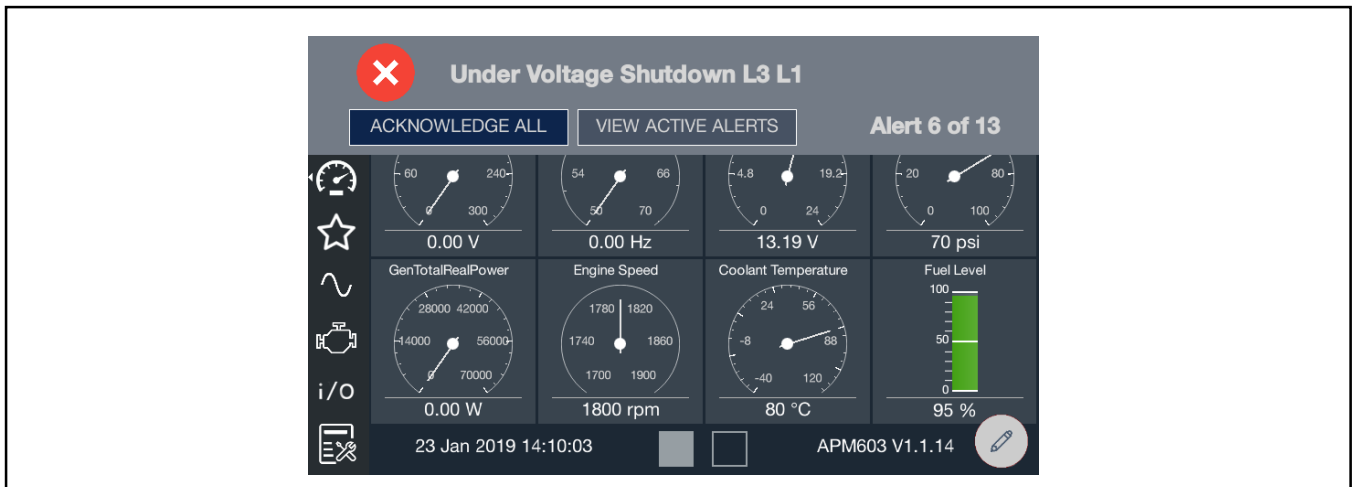 Under Voltage Shutdown L3 L1
ACKNOWLEDGE ALL VIEW ACTIVE ALERTS Alert 6 of 13
60 240 54 66 4.8 19.2 20 80
0 300 50 70 0 24 0 100
0.00 V 0.00 Hz 13.19 V 70 psi
GenTotalRealPower Engine Speed Coolant Temperature Fuel Level
100
28000 42000 1780 1820 24 56
14000 56000 1740 1860 -8 88 50
0 70000 1700 1900 -40 120
0
i/O
0.00 W 1800 rpm 80 °C 95 %
23 Jan 2019 14:10:03 APM603 V1.1.14